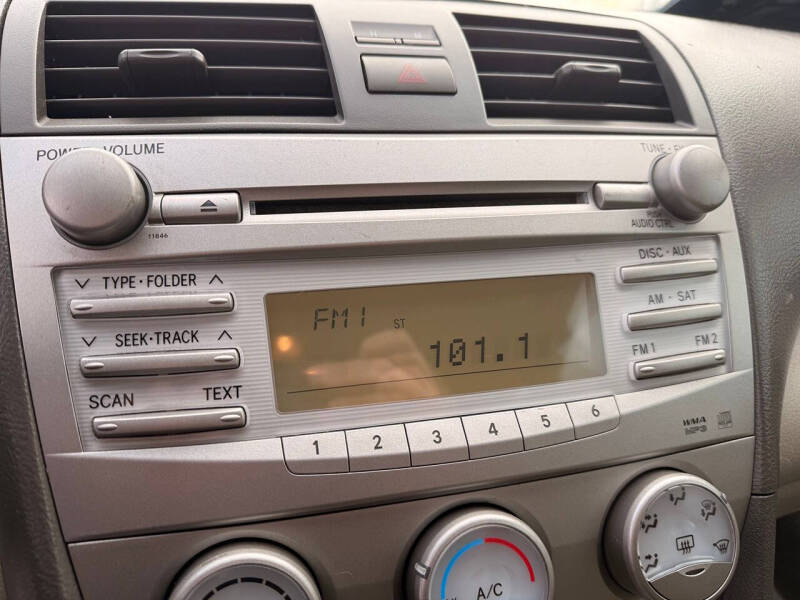 POWER·VOLUME
TUNE·
11846
AUDIO CTRL
TYPE·FOLDER
DISC·AUX
SEEK·TRACK
AM·SAT
SCAN TEXT
FM1 FM2
FM1 ST
101.1
1 2 3 4 5 6
WMA
MP3
A/C